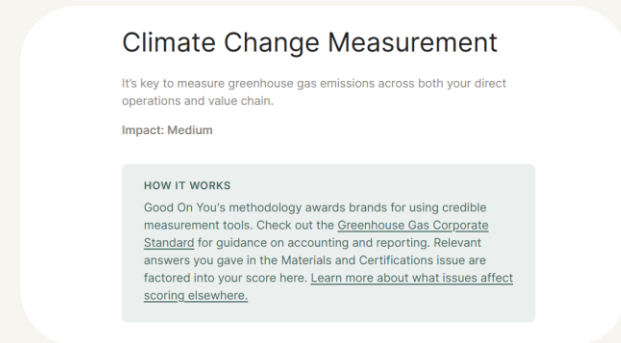 Climate Change Measurement
It's key to measure greenhouse gas emissions across both your direct
operations and value chain.
Impact: Medium
HOW IT WORKS
Good On You's methodology awards brands for using credible
measurement tools. Check out the Greenhouse Gas Corporate
Standard for guidance on accounting and reporting. Relevant
answers you gave in the Materials and Certifications issue are
factored into your score here. Learn more about what issues affect
scoring elsewhere.